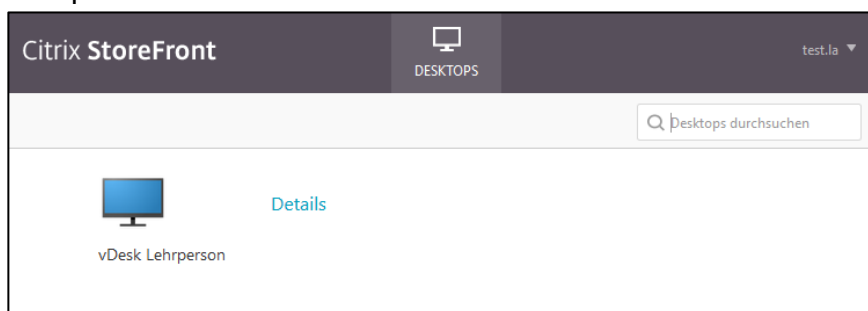 Citrix StoreFront
DESKTOPS
test.la
Desktops durchsuchen
Details
vDesk Lehrperson